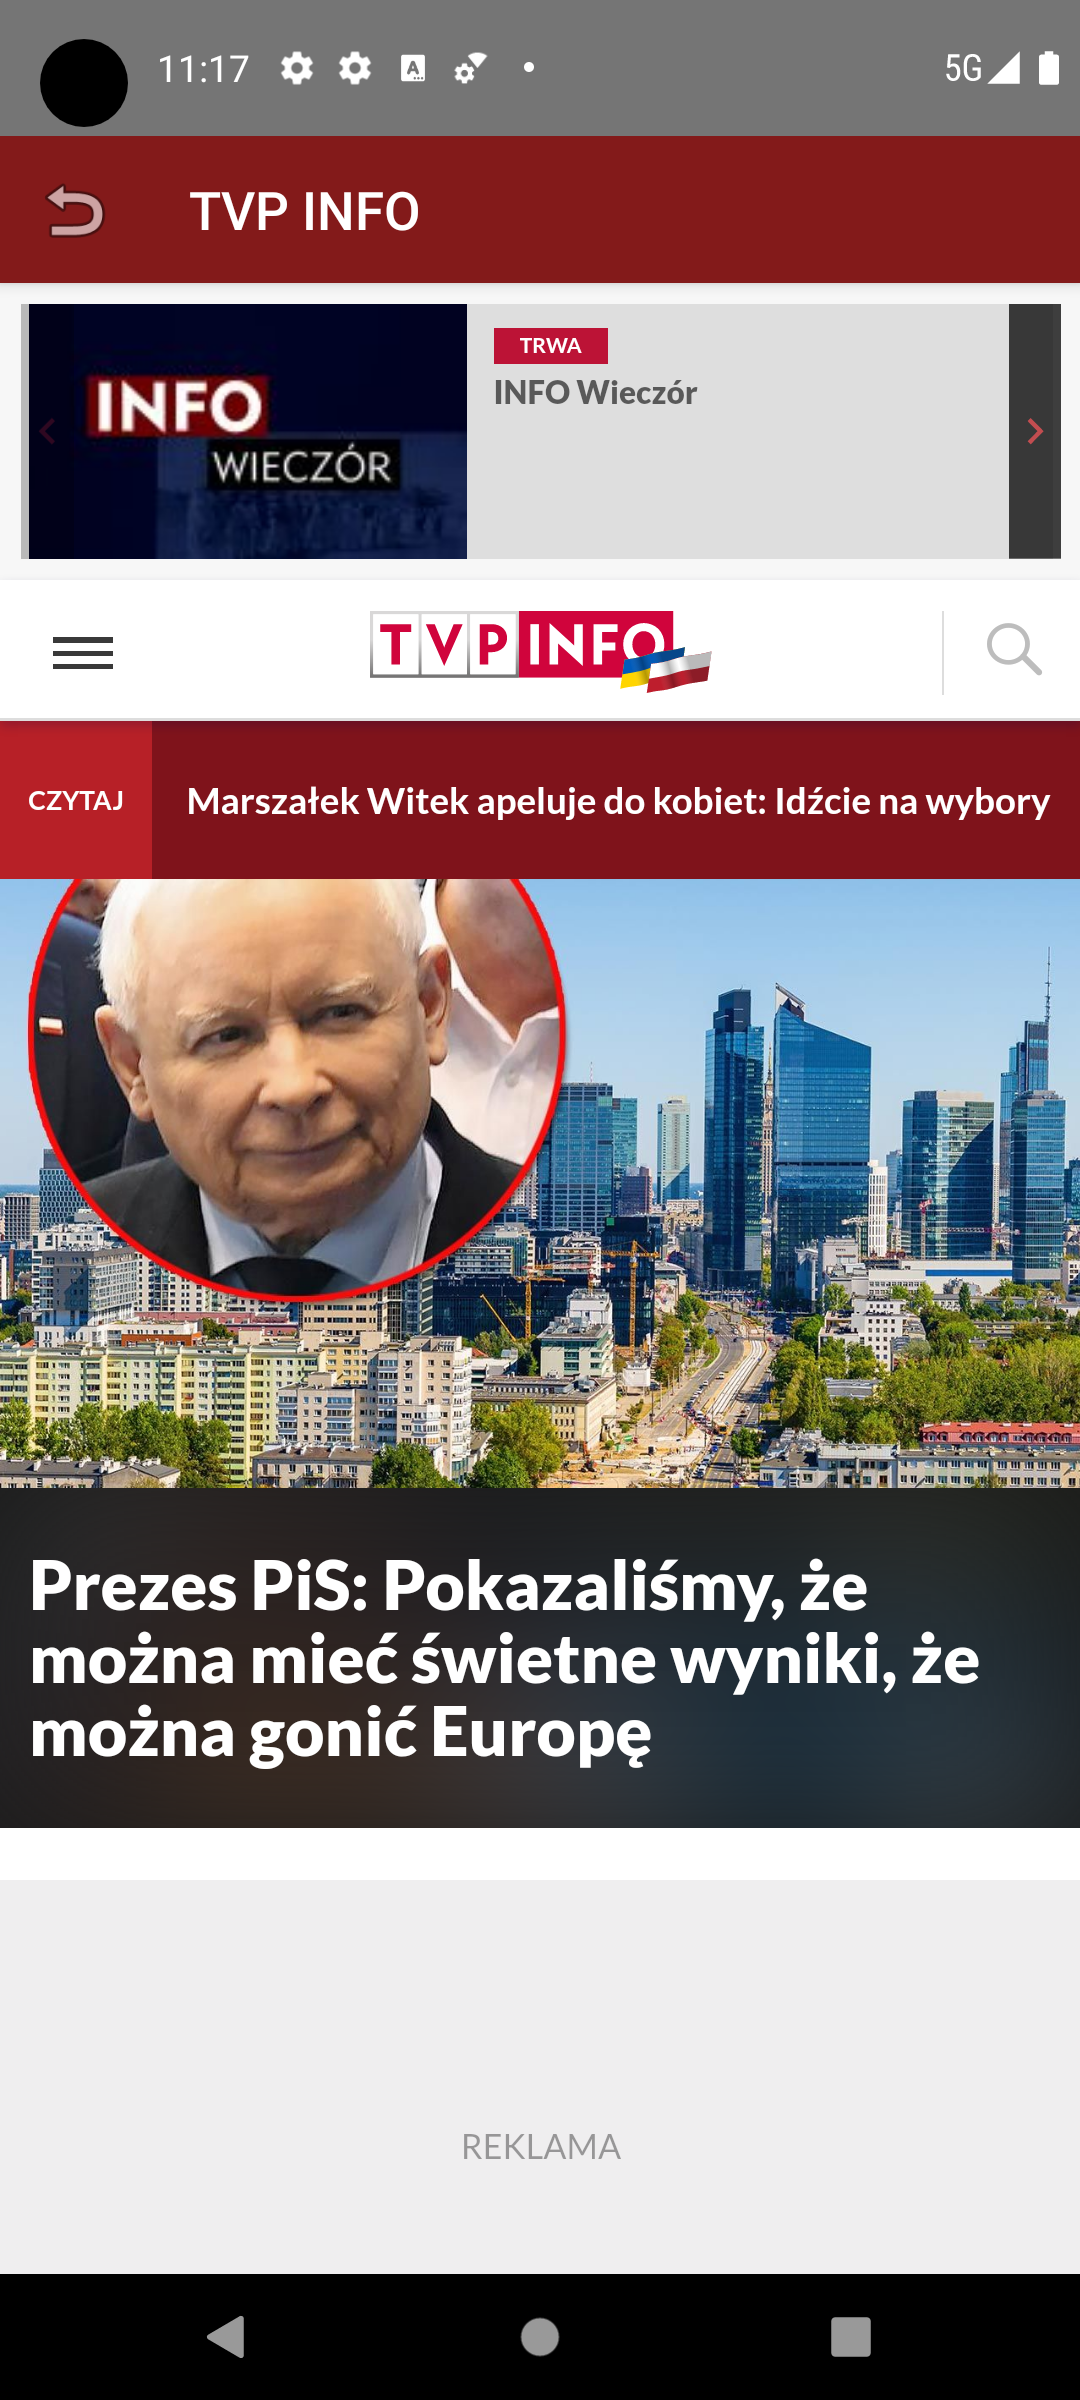 11:17
5G
TVP INFO
INFO
WIECZÓR
TRWA
INFO Wieczór
TVP INFO
CZYTAJ
Marszałek Witek apeluje do kobiet: Idźcie na wybory
Prezes PiS: Pokazaliśmy, że
można mieć świetne wyniki, że
można gonić Europę
REKLAMA